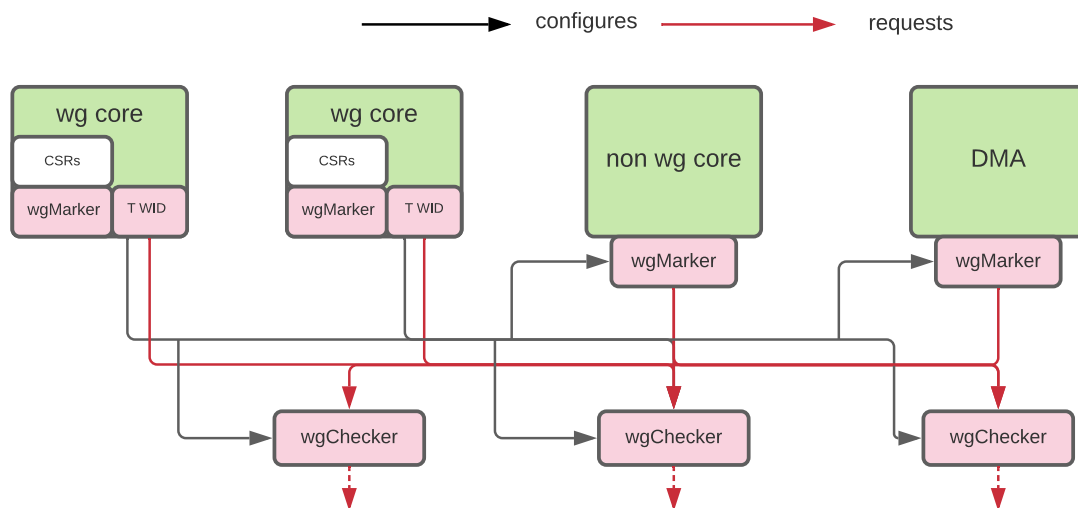 configures
requests
wg core
CSRs
wgMarker
T WID
wg core
CSRs
wgMarker
T WID
non wg core
wgMarker
DMA
wgMarker
wgChecker
wgChecker
wgChecker